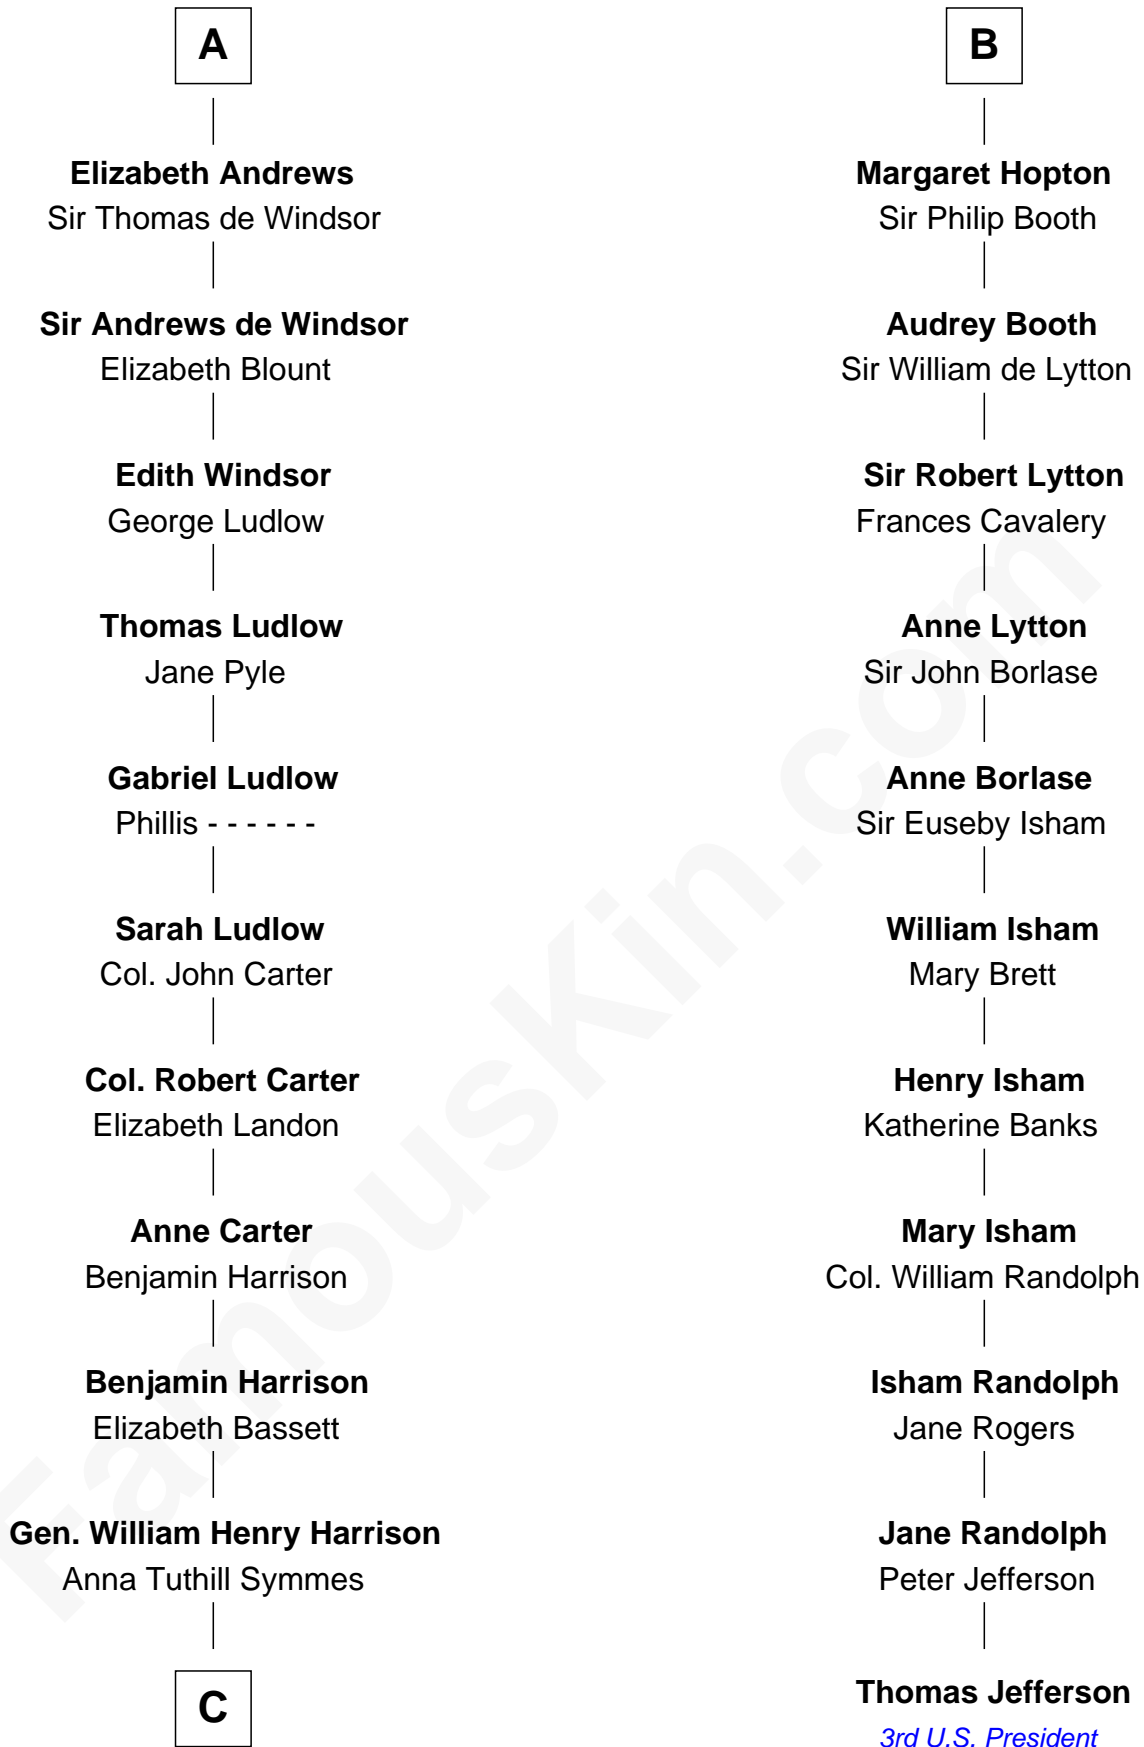 A
Elizabeth Andrews
Sir Thomas de Windsor
Sir Andrews de Windsor
Elizabeth Blount
Edith Windsor
George Ludlow
Thomas Ludlow
Jane Pyle
Gabriel Ludlow
Phillis - - - - - -
Sarah Ludlow
Col. John Carter
Col. Robert Carter
Elizabeth Landon
Anne Carter
Benjamin Harrison
Benjamin Harrison
Elizabeth Bassett
Gen. William Henry Harrison
Anna Tuthill Symmes
C
B
Margaret Hopton
Sir Philip Booth
Audrey Booth
Sir William de Lytton
Sir Robert Lytton
Frances Cavalery
Anne Lytton
Sir John Borlase
Anne Borlase
Sir Euseby Isham
William Isham
Mary Brett
Henry Isham
Katherine Banks
Mary Isham
Col. William Randolph
Isham Randolph
Jane Rogers
Jane Randolph
Peter Jefferson
Thomas Jefferson
3rd U.S. President
FamousKin.com